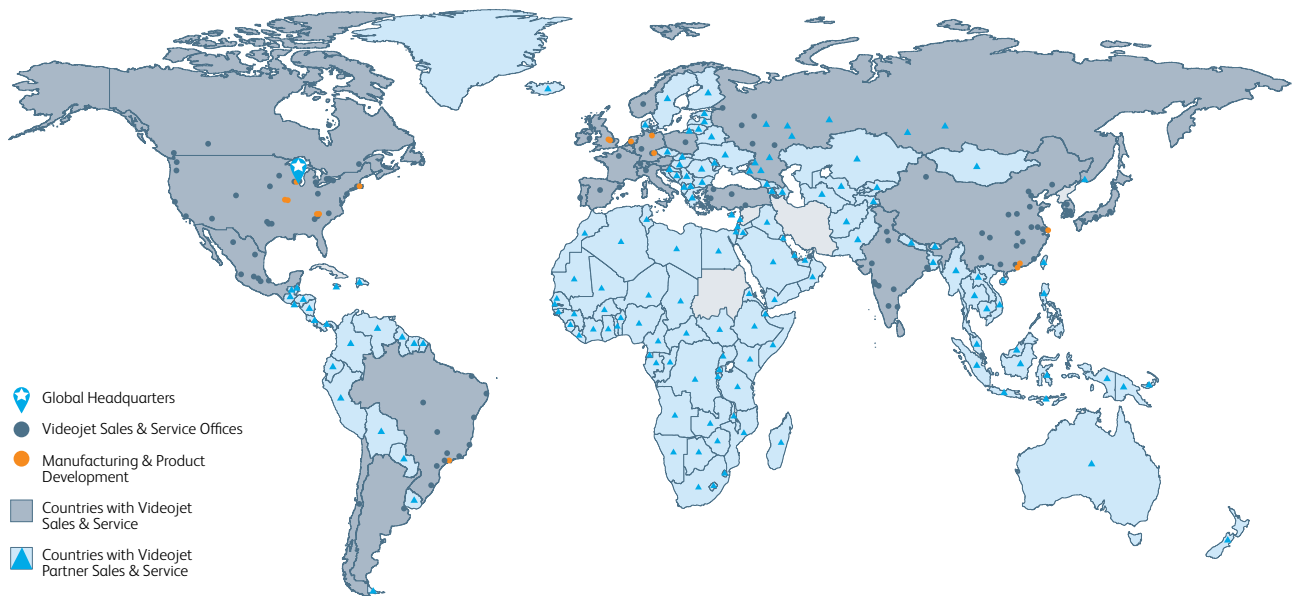 Global Headquarters
Videojet Sales & Service Offices
Manufacturing & Product
Development
Countries with Videojet
Sales & Service
Countries with Videojet
Partner Sales & Service